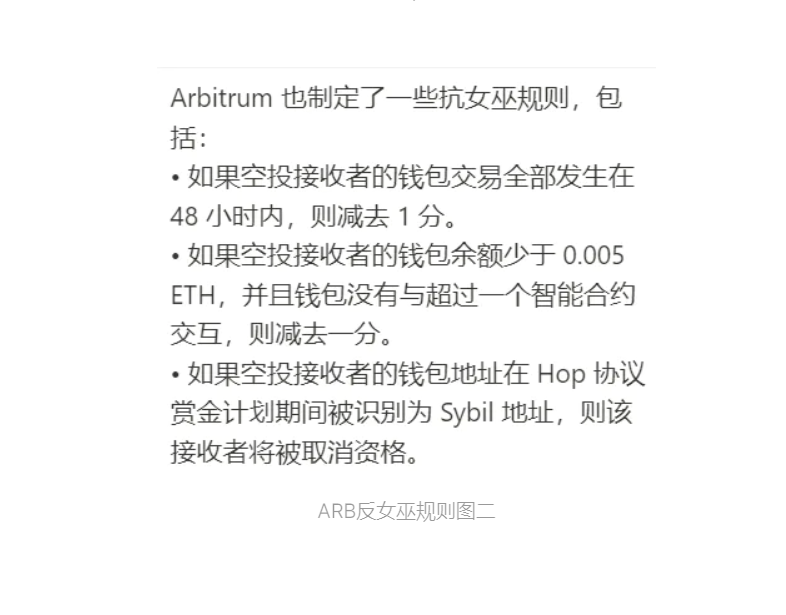 Arbitrum 也制定了一些抗女巫规则，包
括：
• 如果空投接收者的钱包交易全部发生在
48 小时内，则减去 1 分。
• 如果空投接收者的钱包余额少于 0.005
ETH，并且钱包没有与超过一个智能合约
交互，则减去一分。
• 如果空投接收者的钱包地址在 Hop 协议
赏金计划期间被识别为 Sybil 地址，则该
接收者将被取消资格。
ARB反女巫规则图二